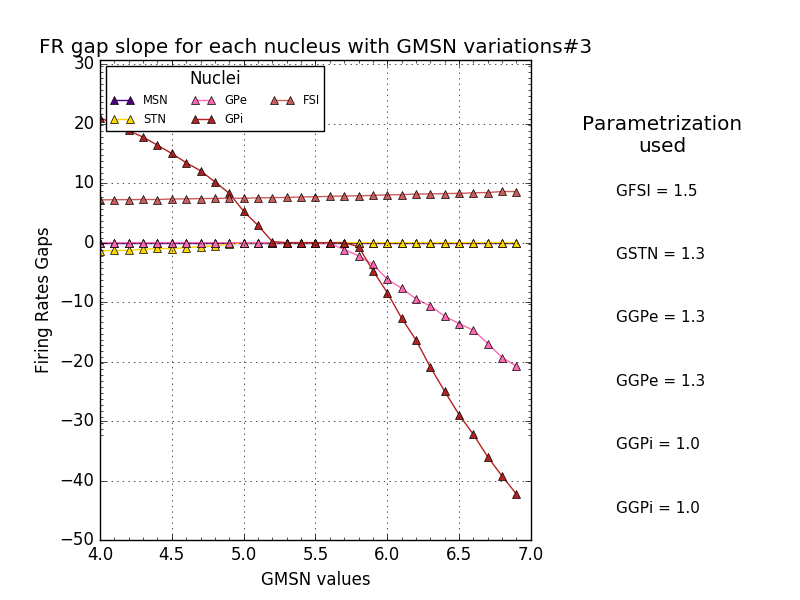 FR gap slope for each nucleus with GMSN variations#3
Nuclei
MSN GPe FSI
STN GPi
30
20
10
0
−10
−20
−30
−40
−50
Firing Rates Gaps
4.0 4.5 5.0 5.5 6.0 6.5 7.0
GMSN values
Parametrization
used
GFSI = 1.5
GSTN = 1.3
GGPe = 1.3
GGPe = 1.3
GGPi = 1.0
GGPi = 1.0